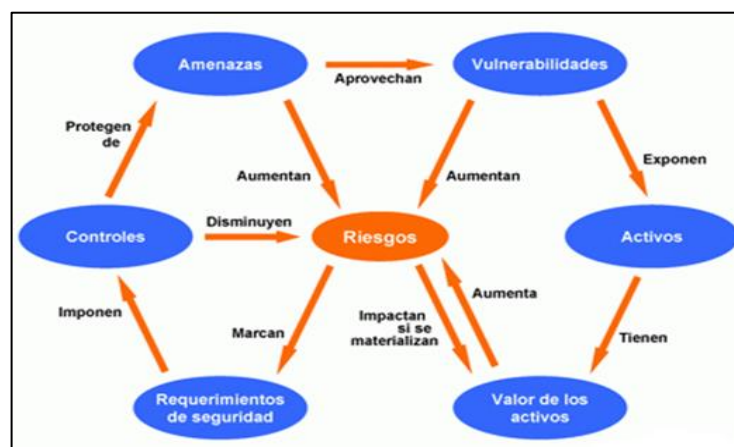 Amenazas
Aprovechan
Vulnerabilidades
Protegen
de
Aumentan
Aumentan
Exponen
Controles
Disminuyen
Riesgos
Activos
Imponen
Marcan
Impactan
si se
materializan
Aumenta
Tienen
Requerimientos
de seguridad
Valor de los
activos